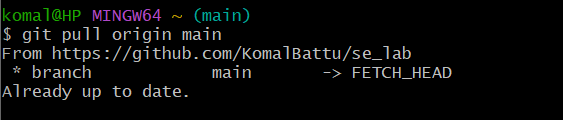 komal@HP MINGW64 ~ (main)
$ git pull origin main
From https://github.com/KomalBattu/se_lab
 * branch            main       -> FETCH_HEAD
Already up to date.